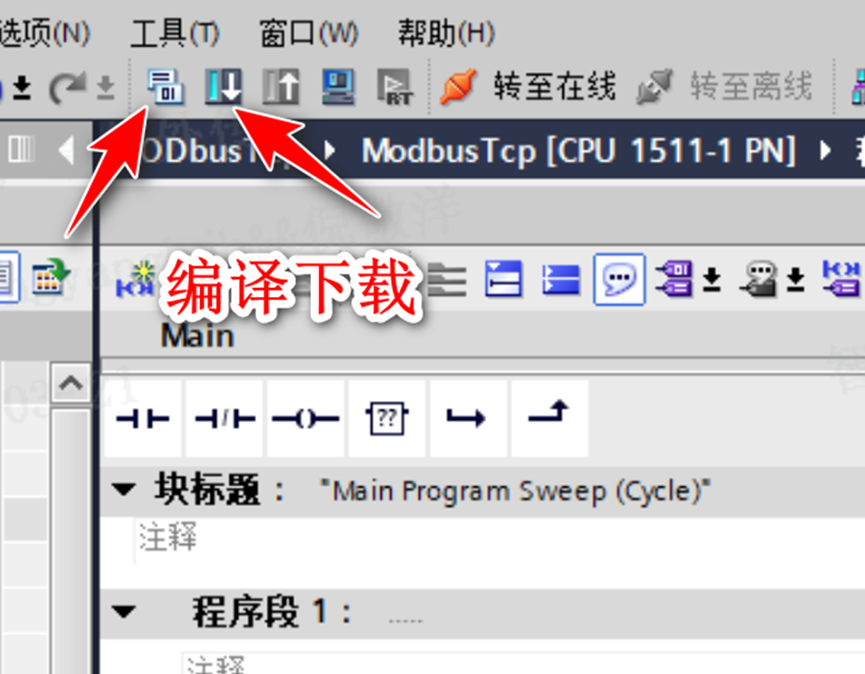 选项(N) 工具(T) 窗口(W) 帮助(H)
RT 转至在线 转至离线
ODbusT ModbusTcp [CPU 1511-1 PN]
编译下载
Main
??
块标题： "Main Program Sweep (Cycle)"
注释
程序段 1： .....
注释